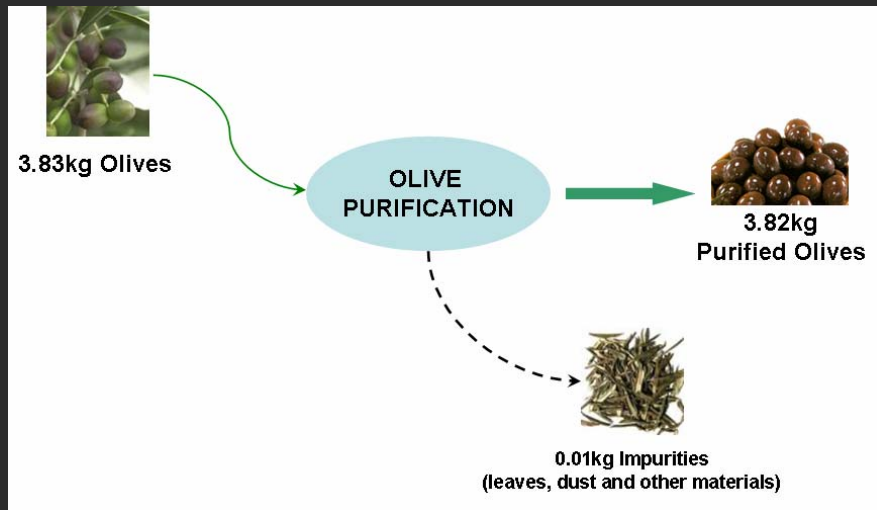 3.83kg Olives
OLIVE
PURIFICATION
3.82kg
Purified Olives
0.01kg Impurities
(leaves, dust and other materials)